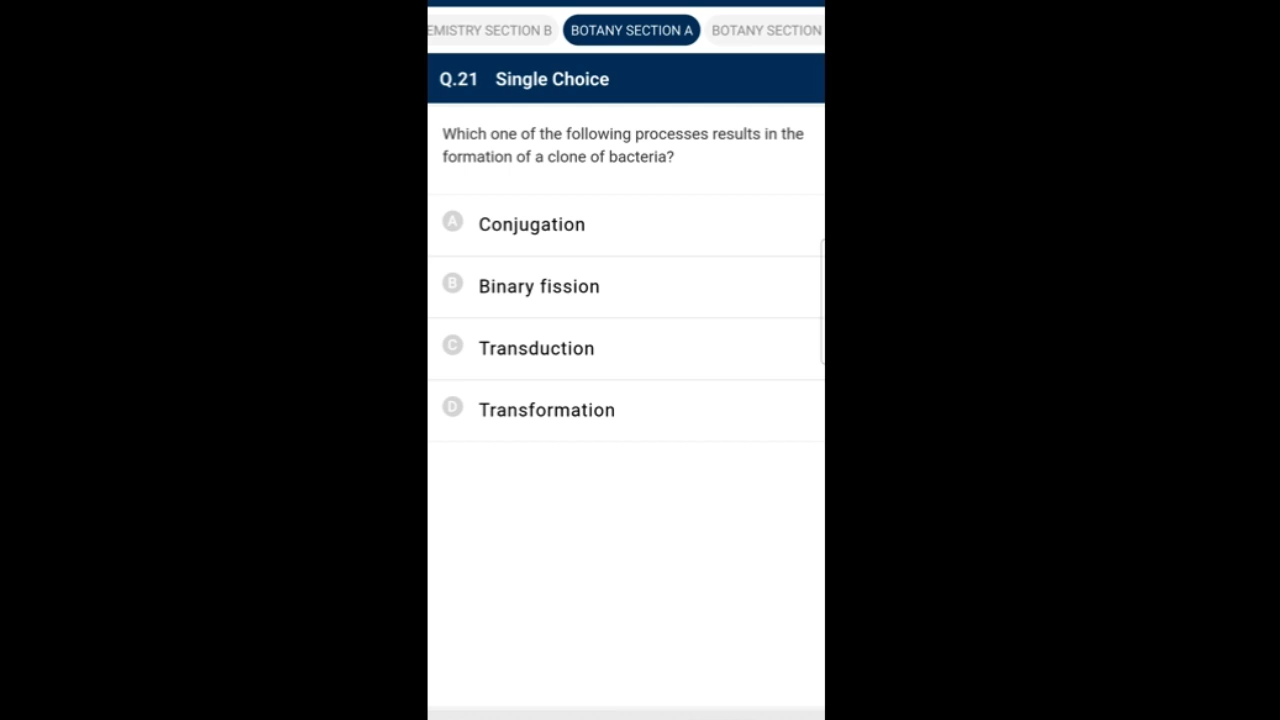 EMISTRY SECTION B BOTANY SECTION A BOTANY SECTION
Q.21 Single Choice
Which one of the following processes results in the
formation of a clone of bacteria?
A Conjugation
B Binary fission
C Transduction
D Transformation